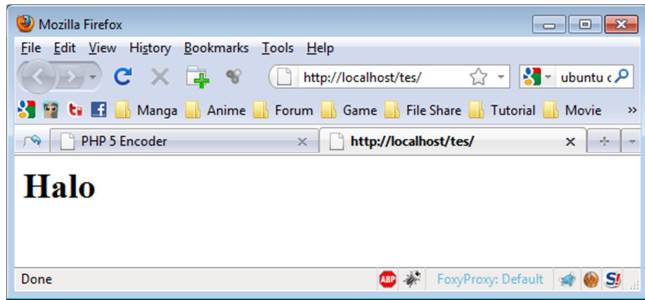 Mozilla Firefox
File Edit View History Bookmarks Tools Help
http://localhost/tes/ ubuntu c
Manga Anime Forum Game File Share Tutorial Movie »
PHP 5 Encoder http://localhost/tes/
Halo
Done ABP FoxyProxy: Default S!